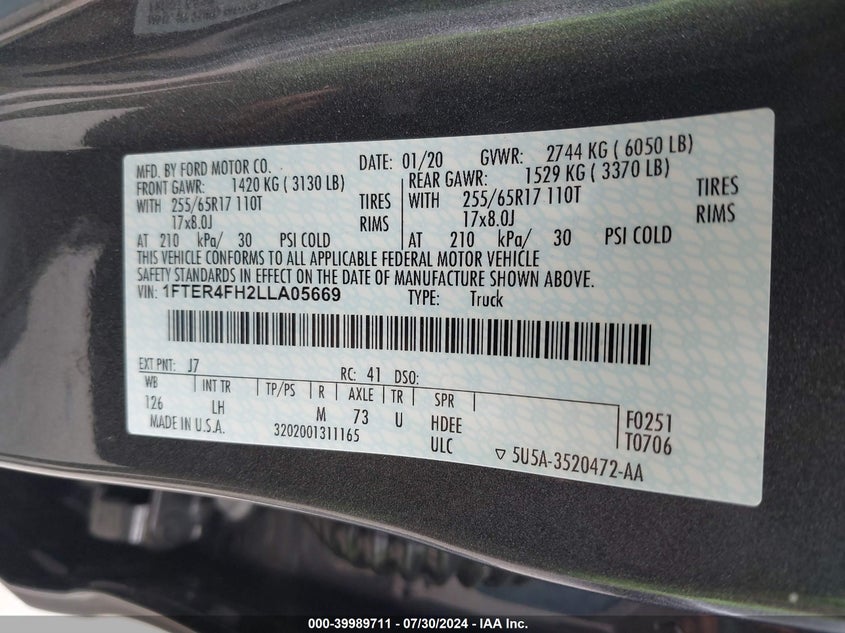 MFD. BY FORD MOTOR CO. DATE: 01/20 GVWR: 2744 KG ( 6050 LB)
FRONT GAWR: 1420 KG ( 3130 LB) REAR GAWR: 1529 KG ( 3370 LB)
WITH 255/65R17 110T TIRES WITH 255/65R17 110T TIRES
17x8.0J RIMS 17x8.0J RIMS
AT 210 kPa/ 30 PSI COLD AT 210 kPa/ 30 PSI COLD
THIS VEHICLE CONFORMS TO ALL APPLICABLE FEDERAL MOTOR VEHICLE
SAFETY STANDARDS IN EFFECT ON THE DATE OF MANUFACTURE SHOWN ABOVE.
VIN: 1FTER4FH2LLA05669 TYPE: Truck
EXT PNT: J7 RC: 41 DSO:
WB INT TR TP/PS R AXLE TR SPR
126 LH M 73 U HDEE F0251
MADE IN U.S.A. 3202001311165 ULC T0706
5U5A-3520472-AA
000-39989711 / 07/30/2024 - IAA Inc.